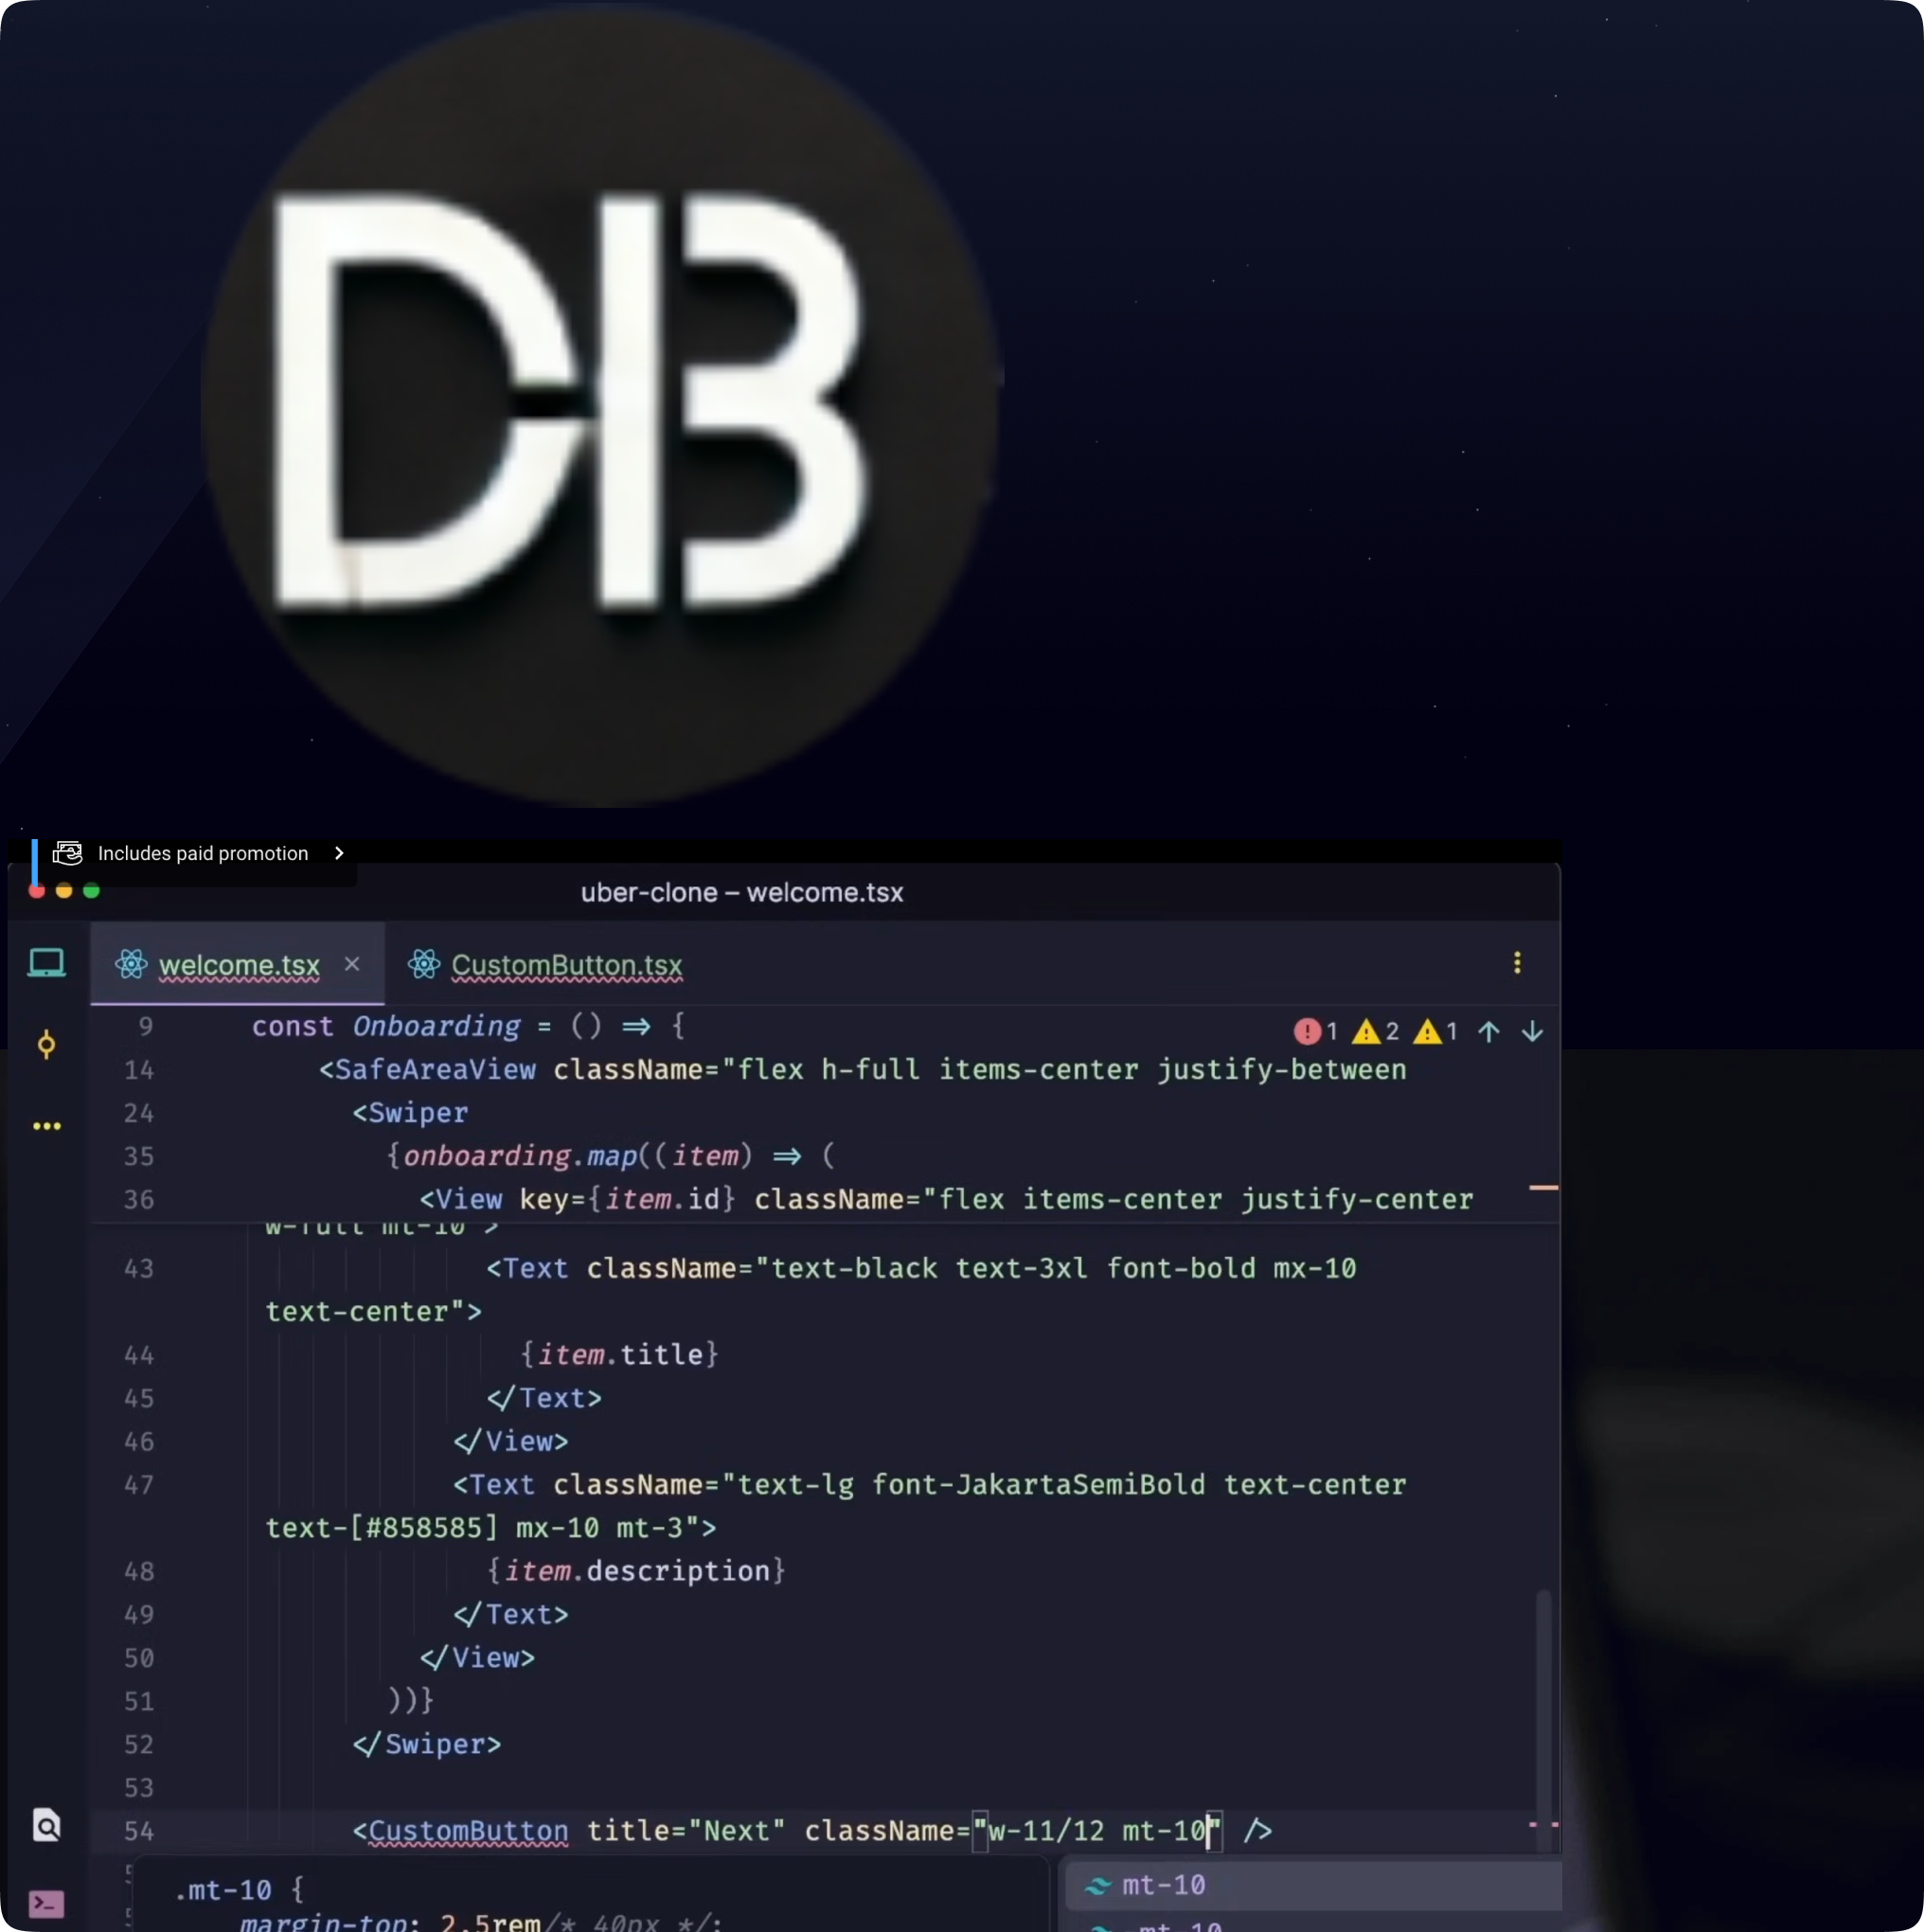 DB
Includes paid promotion
uber-clone – welcome.tsx
welcome.tsx × CustomButton.tsx
9 const Onboarding = () => { 1 2 1
14 <SafeAreaView className="flex h-full items-center justify-between
24 <Swiper
35 {onboarding.map((item) => (
36 <View key={item.id} className="flex items-center justify-center
w-full mt-10">
43 <Text className="text-black text-3xl font-bold mx-10
text-center">
44 {item.title}
45 </Text>
46 </View>
47 <Text className="text-lg font-JakartaSemiBold text-center
text-[#858585] mx-10 mt-3">
48 {item.description}
49 </Text>
50 </View>
51 ))}
52 </Swiper>
53
54 <CustomButton title="Next" className="w-11/12 mt-10" />
.mt-10 { mt-10
margin-top: 2.5rem/* 40px */; -mt-10